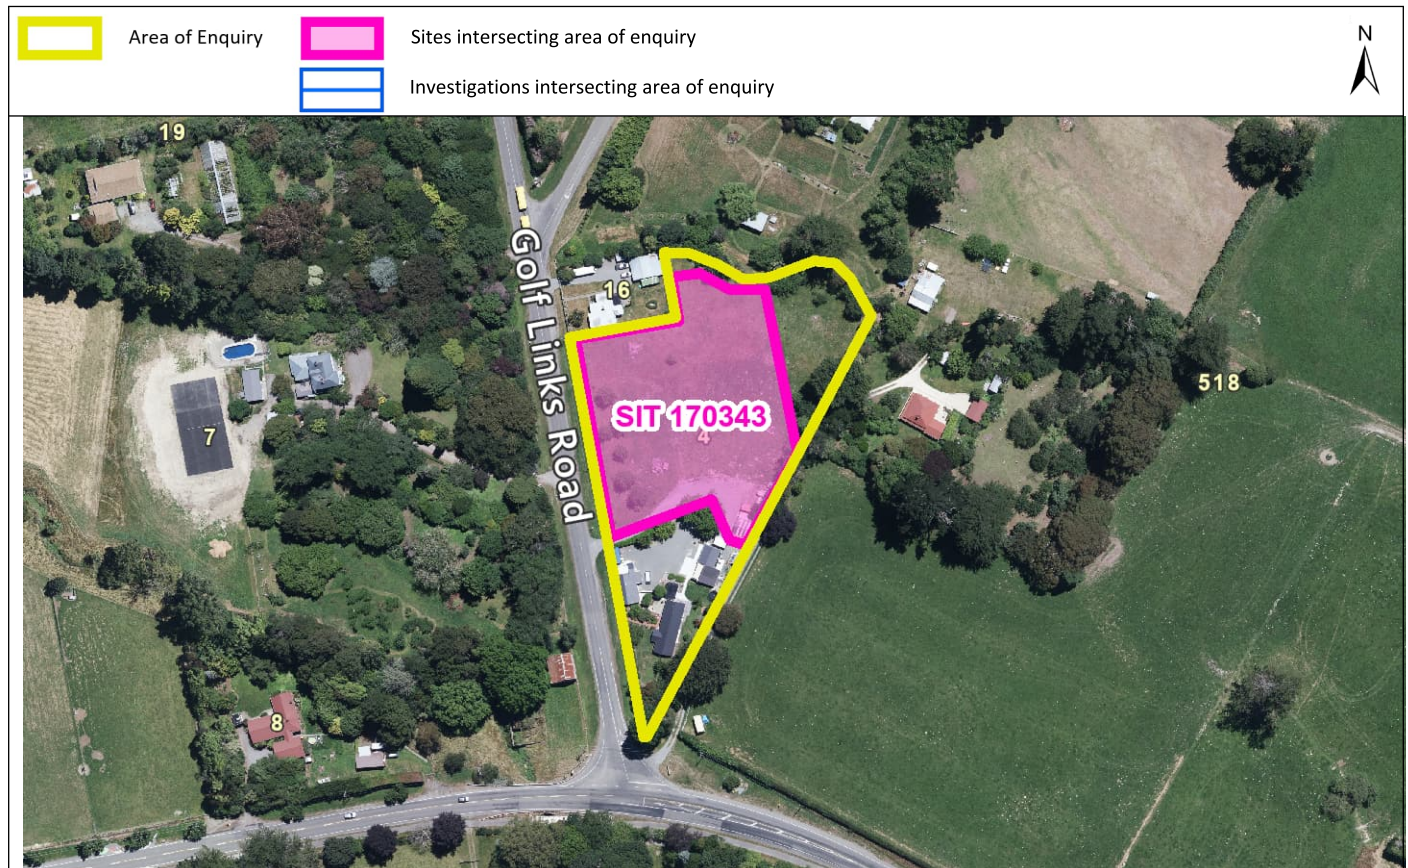 Area of Enquiry
Sites intersecting area of enquiry
N
Investigations intersecting area of enquiry
19
Golf Links Road
16
518
SIT 170343
4
7
8